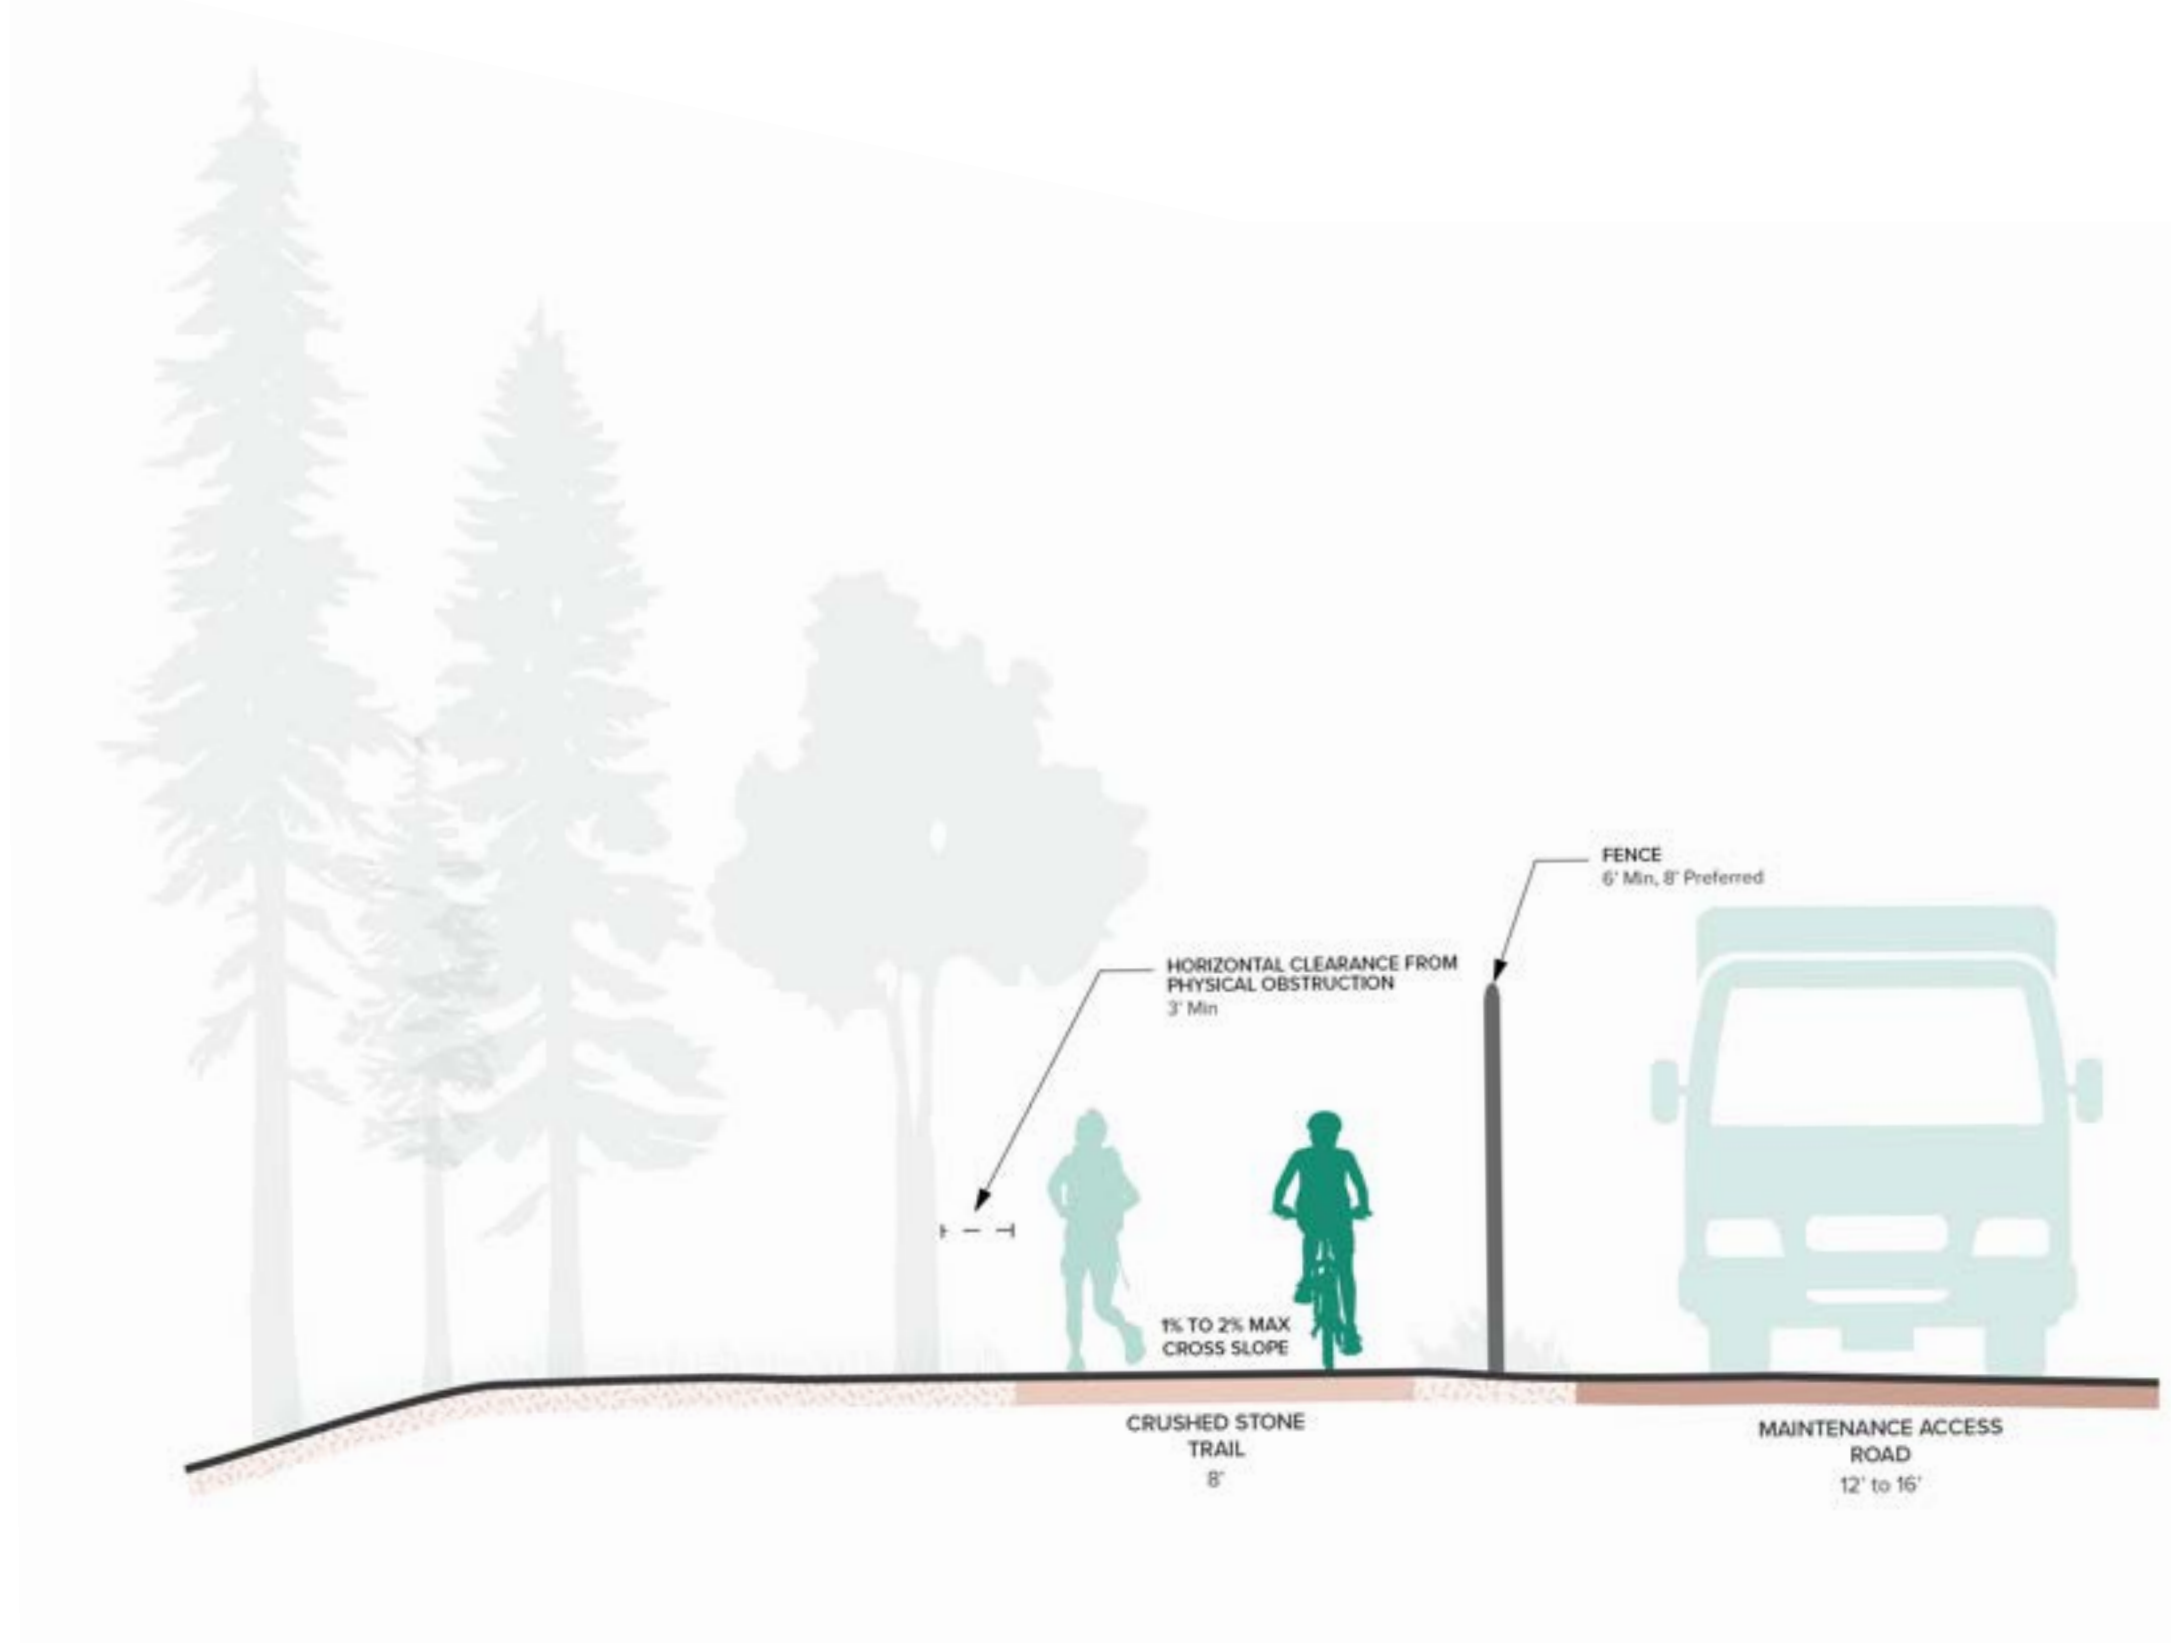 FENCE
6' Min, 8' Preferred
HORIZONTAL CLEARANCE FROM
PHYSICAL OBSTRUCTION
3' Min
1% TO 2% MAX
CROSS SLOPE
CRUSHED STONE
TRAIL
8'
MAINTENANCE ACCESS
ROAD
12' to 16'